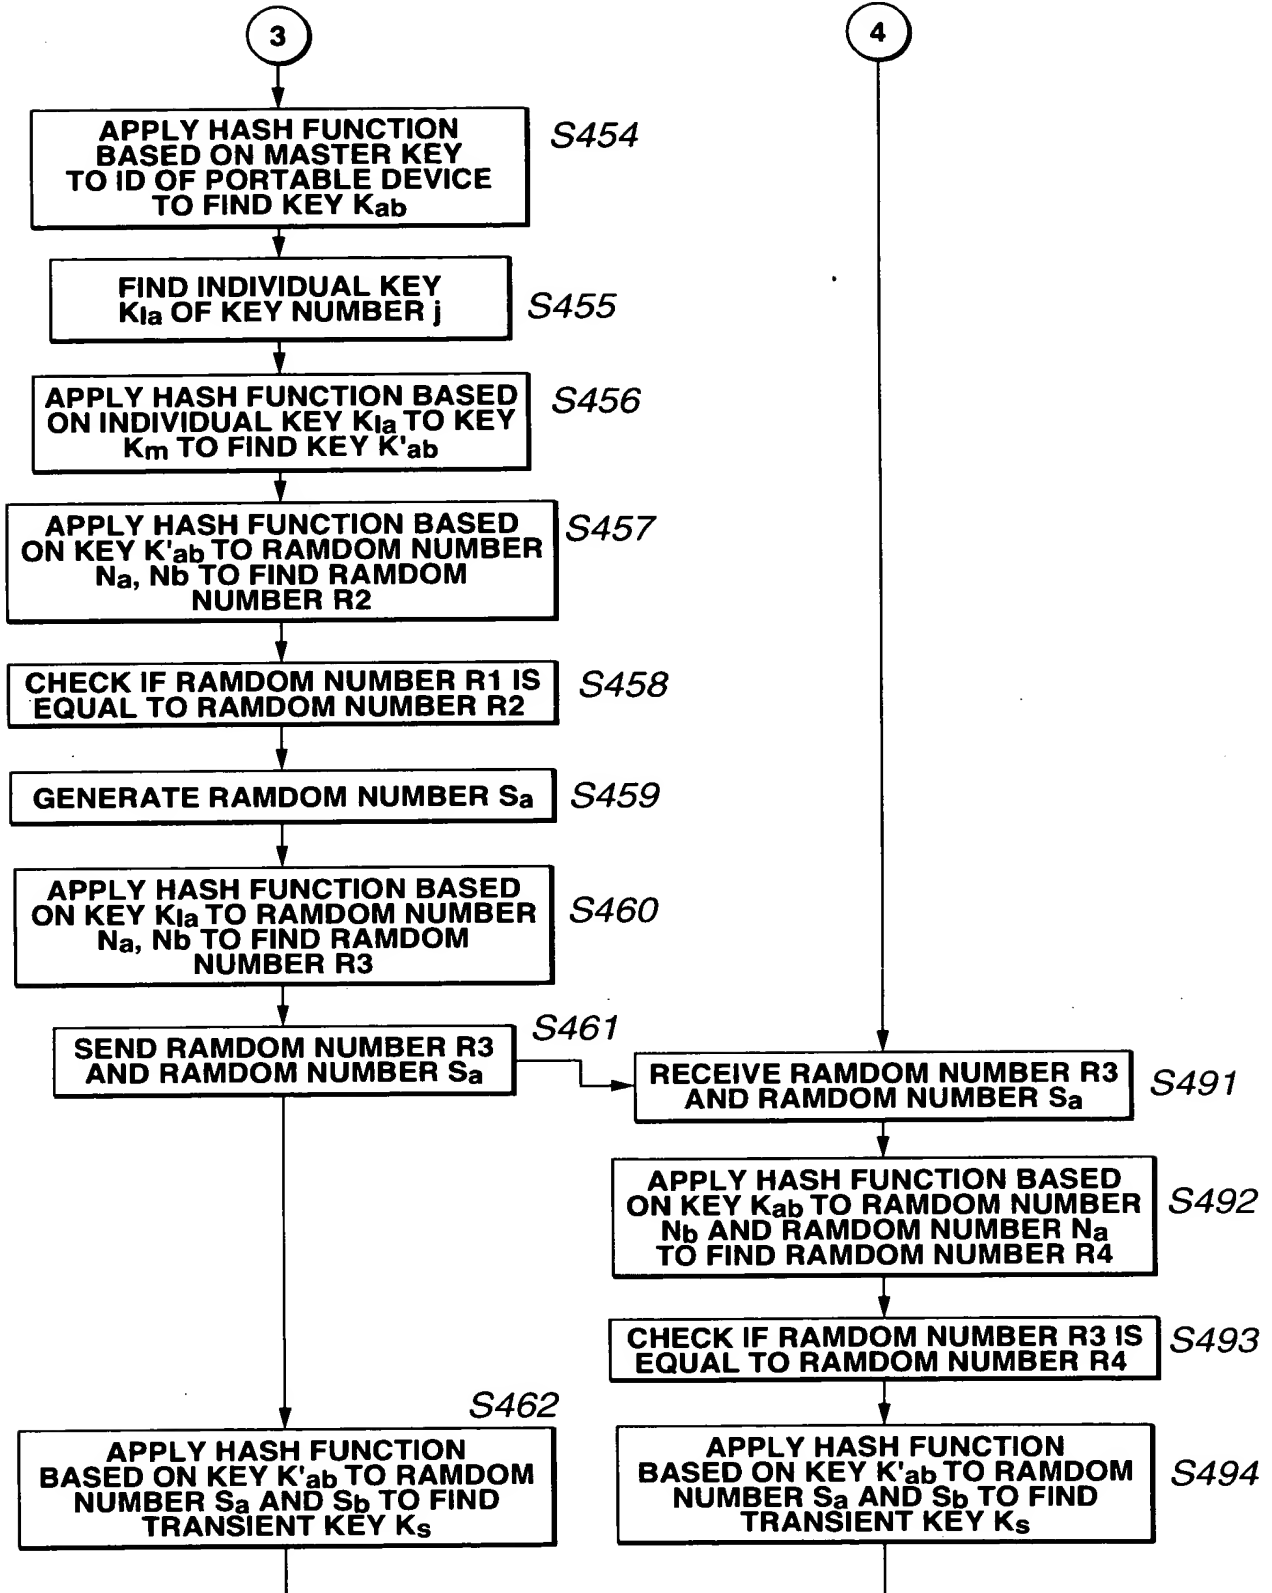 3
4
APPLY HASH FUNCTION
BASED ON MASTER KEY
TO ID OF PORTABLE DEVICE
TO FIND KEY Kab
S454
FIND INDIVIDUAL KEY
KIa OF KEY NUMBER j
S455
APPLY HASH FUNCTION BASED
ON INDIVIDUAL KEY KIa TO KEY
Km TO FIND KEY K'ab
S456
APPLY HASH FUNCTION BASED
ON KEY K'ab TO RAMDOM NUMBER
Na, Nb TO FIND RAMDOM
NUMBER R2
S457
CHECK IF RAMDOM NUMBER R1 IS
EQUAL TO RAMDOM NUMBER R2
S458
GENERATE RAMDOM NUMBER Sa
S459
APPLY HASH FUNCTION BASED
ON KEY KIa TO RAMDOM NUMBER
Na, Nb TO FIND RAMDOM
NUMBER R3
S460
SEND RAMDOM NUMBER R3
AND RAMDOM NUMBER Sa
S461
RECEIVE RAMDOM NUMBER R3
AND RAMDOM NUMBER Sa
S491
APPLY HASH FUNCTION BASED
ON KEY Kab TO RAMDOM NUMBER
Nb AND RAMDOM NUMBER Na
TO FIND RAMDOM NUMBER R4
S492
CHECK IF RAMDOM NUMBER R3 IS
EQUAL TO RAMDOM NUMBER R4
S493
S462
APPLY HASH FUNCTION
BASED ON KEY K'ab TO RAMDOM
NUMBER Sa AND Sb TO FIND
TRANSIENT KEY Ks
APPLY HASH FUNCTION
BASED ON KEY K'ab TO RAMDOM
NUMBER Sa AND Sb TO FIND
TRANSIENT KEY Ks
S494